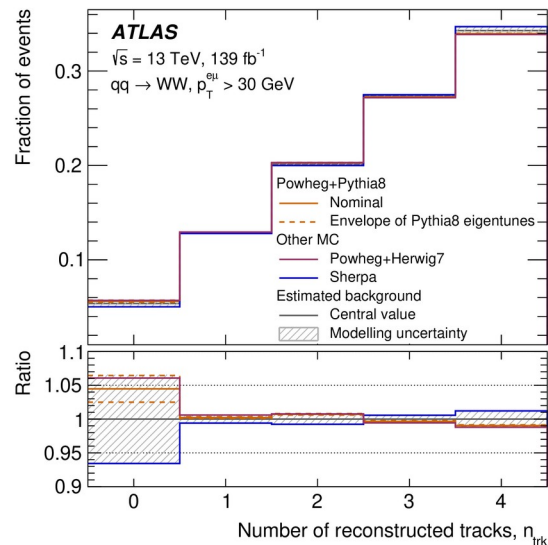 ATLAS
√s = 13 TeV, 139 fb⁻¹
qq → WW, p_T^{eμ} > 30 GeV
Fraction of events
0.3
0.2
0.1
Powheg+Pythia8
Nominal
Envelope of Pythia8 eigentunes
Other MC
Powheg+Herwig7
Sherpa
Estimated background
Central value
Modelling uncertainty
Ratio
1.1
1.05
1
0.95
0.9
0 1 2 3 4
Number of reconstructed tracks, n_trk